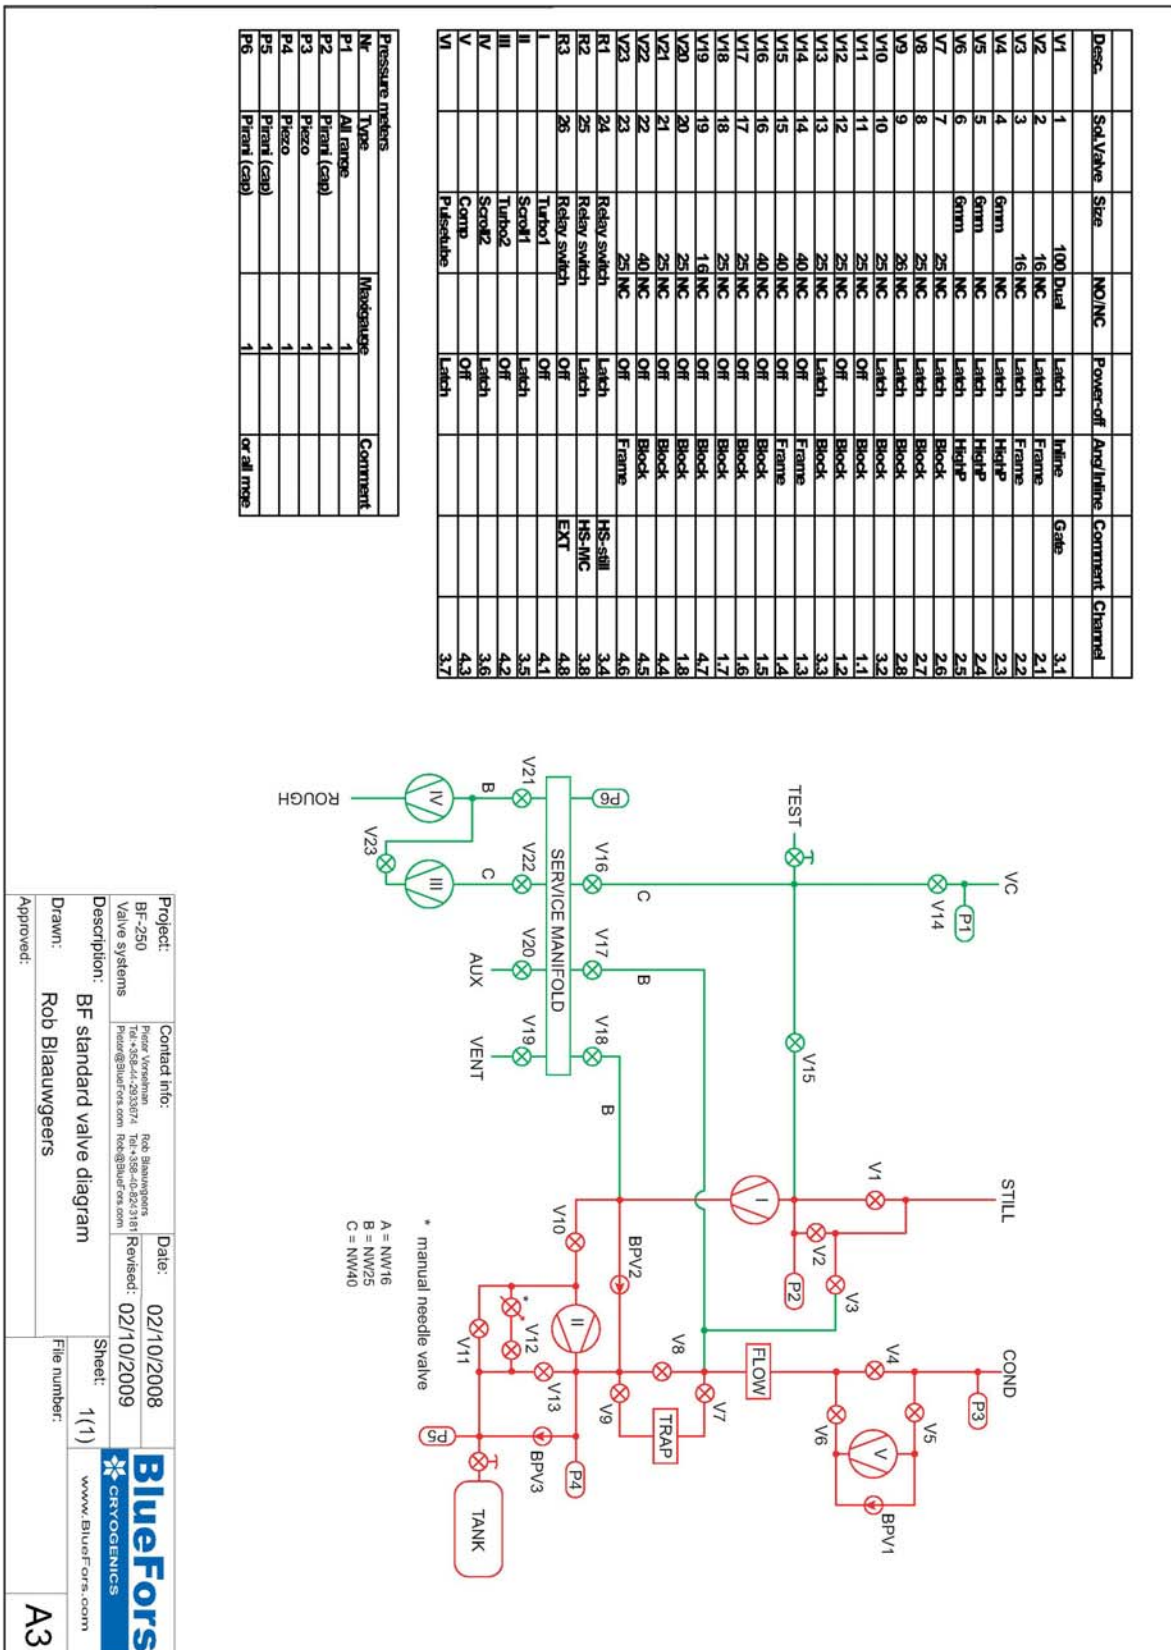 Desc. Sol.Valve Size NO/NC Power-off Ang/Inline Comment Channel
V1 1 100 Dual Latch Inline Gate 3.1
V2 2 16 NC Latch Frame 2.1
V3 3 16 NC Latch Frame 2.2
V4 4 6mm NC Latch HighP 2.3
V5 5 6mm NC Latch HighP 2.4
V6 6 6mm NC Latch HighP 2.5
V7 7 25 NC Latch Block 2.6
V8 8 25 NC Latch Block 2.7
V9 9 26 NC Latch Block 2.8
V10 10 25 NC Latch Block 3.2
V11 11 25 NC Off Block 1.1
V12 12 25 NC Off Block 1.2
V13 13 25 NC Latch Block 3.3
V14 14 40 NC Off Frame 1.3
V15 15 40 NC Off Frame 1.4
V16 16 40 NC Off Block 1.5
V17 17 25 NC Off Block 1.6
V18 18 25 NC Off Block 1.7
V19 19 16 NC Off Block 4.7
V20 20 25 NC Off Block 1.8
V21 21 25 NC Off Block 4.4
V22 22 40 NC Off Block 4.5
V23 23 25 NC Off Frame 4.6
R1 24 Relay switch Latch HS-still 3.4
R2 25 Relay switch Latch HS-MC 3.8
R3 26 Relay switch Off EXT 4.8
I Turbo1 Off 4.1
II Scroll1 Latch 3.5
III Turbo2 Off 4.2
IV Scroll2 Latch 3.6
V Comp Off 4.3
VI Pulsetube Latch 3.7
Pressure meters
Nr Type Maxigauge Comment
P1 All range 1
P2 Pirani (cap) 1
P3 Piezo 1
P4 Piezo 1
P5 Pirani (cap) 1
P6 Pirani (cap) 1 or all rnge
VC
STILL
COND
P1
V14
V1
V2
V3
P2
V4
V5
V6
V
BPV1
P3
TEST
V15
I
FLOW
C
B
B
V7
V8
V9
TRAP
BPV2
P6
V16
V17
V18
SERVICE MANIFOLD
V21
V22
V20
V19
B
C
AUX
VENT
IV
III
V23
ROUGH
V10
II
V13
V12
*
V11
P4
BPV3
P5
TANK
* manual needle valve
A = NW16
B = NW25
C = NW40
Project:
BF-250
Valve systems
Contact info:
Pieter Vorselman Rob Blaauwgeers
Tel:+358-44-2933674 Tel:+358-40-8243181
Pieter@BlueFors.com Rob@BlueFors.com
Date: 02/10/2008
Revised: 02/10/2009
Description: BF standard valve diagram
Sheet: 1(1)
Drawn: Rob Blaauwgeers
File number:
Approved:
BlueFors
CRYOGENICS
www.BlueFors.com
A3